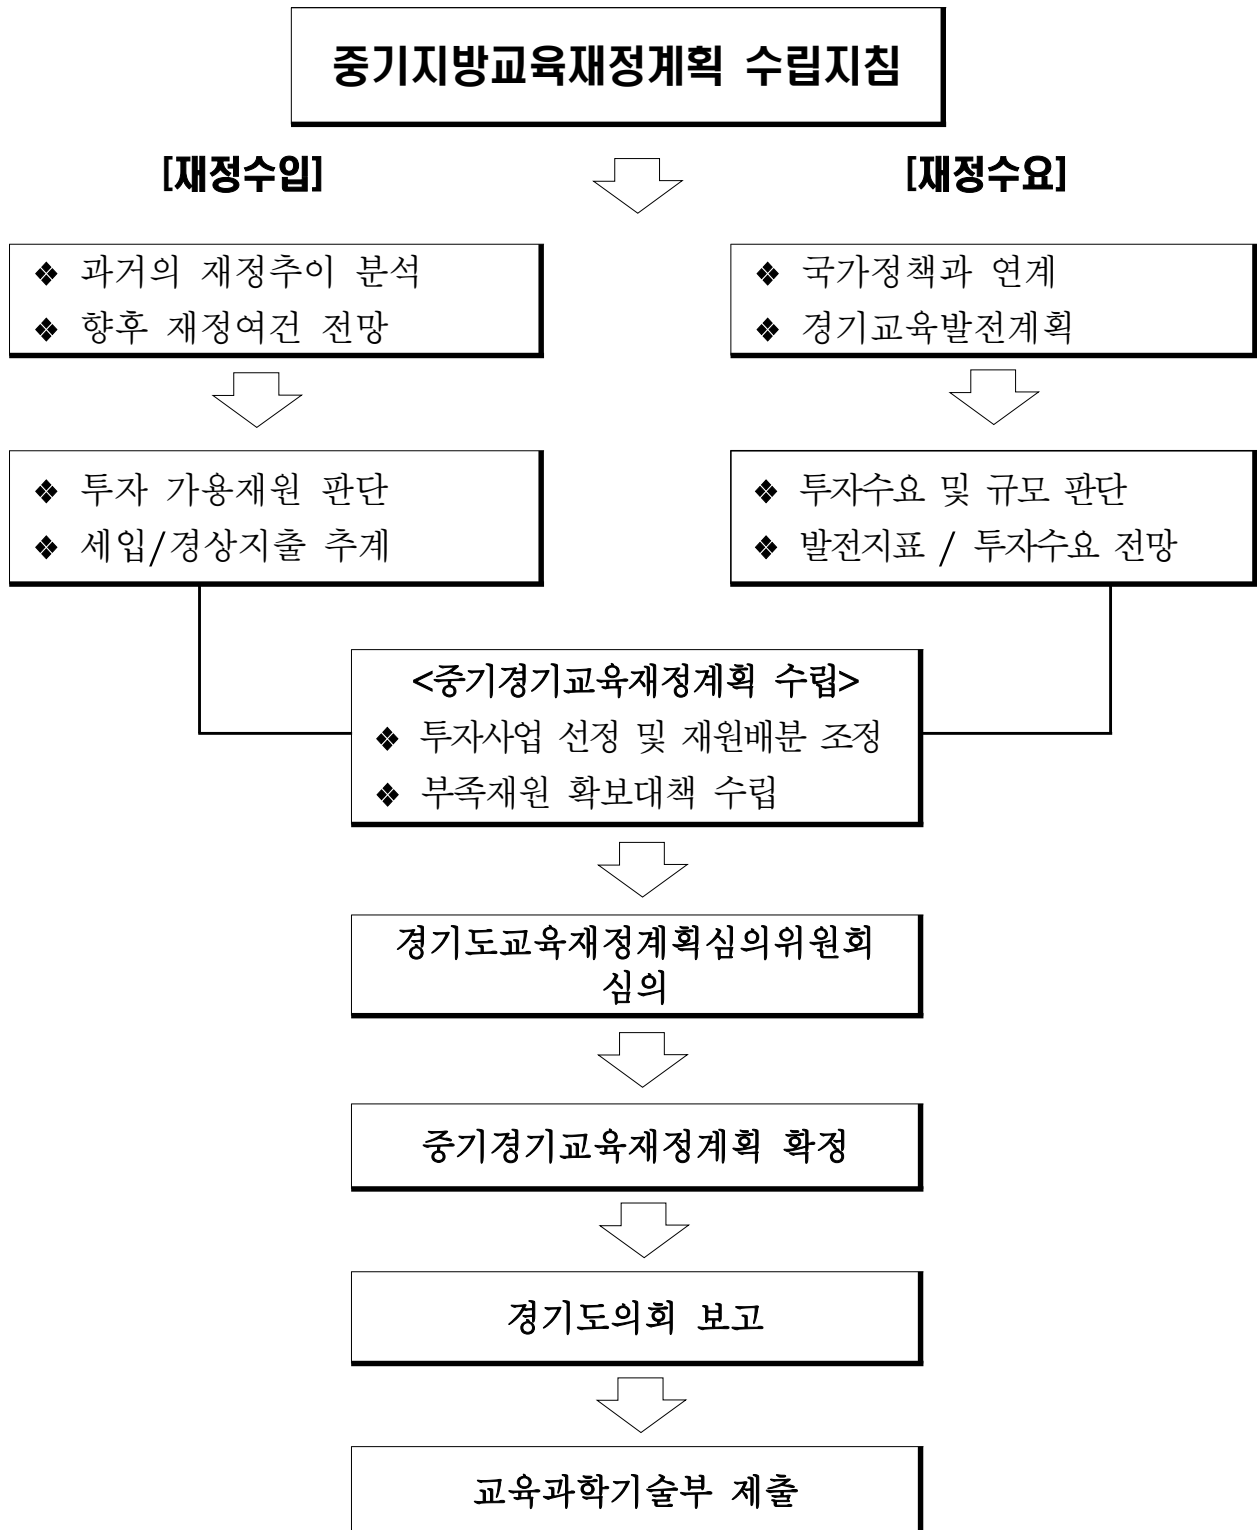 중기지방교육재정계획 수립지침
[재정수입]
[재정수요]
❖ 과거의 재정추이 분석
❖ 향후 재정여건 전망
❖ 국가정책과 연계
❖ 경기교육발전계획
❖ 투자 가용재원 판단
❖ 세입/경상지출 추계
❖ 투자수요 및 규모 판단
❖ 발전지표 / 투자수요 전망
<중기경기교육재정계획 수립>
❖ 투자사업 선정 및 재원배분 조정
❖ 부족재원 확보대책 수립
경기도교육재정계획심의위원회
심의
중기경기교육재정계획 확정
경기도의회 보고
교육과학기술부 제출